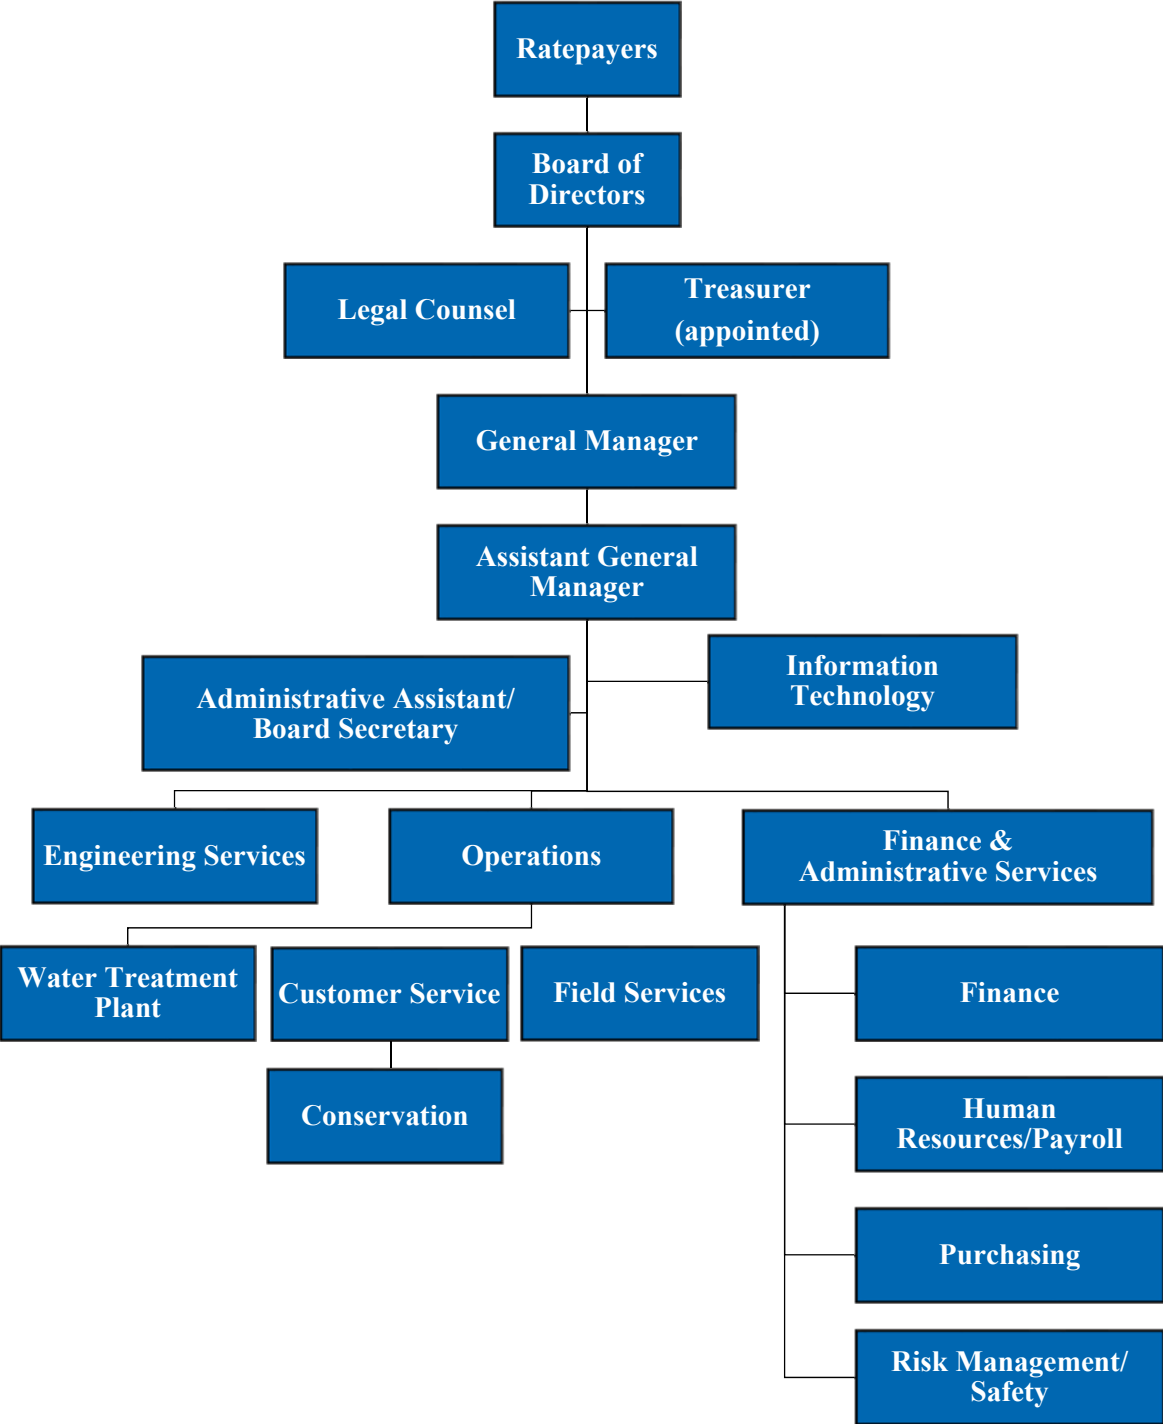 Ratepayers
Board of
Directors
Legal Counsel
Treasurer
(appointed)
General Manager
Assistant General
Manager
Information
Technology
Administrative Assistant/
Board Secretary
Engineering Services
Operations
Finance &
Administrative Services
Water Treatment
Plant
Customer Service
Field Services
Finance
Conservation
Human
Resources/Payroll
Purchasing
Risk Management/
Safety